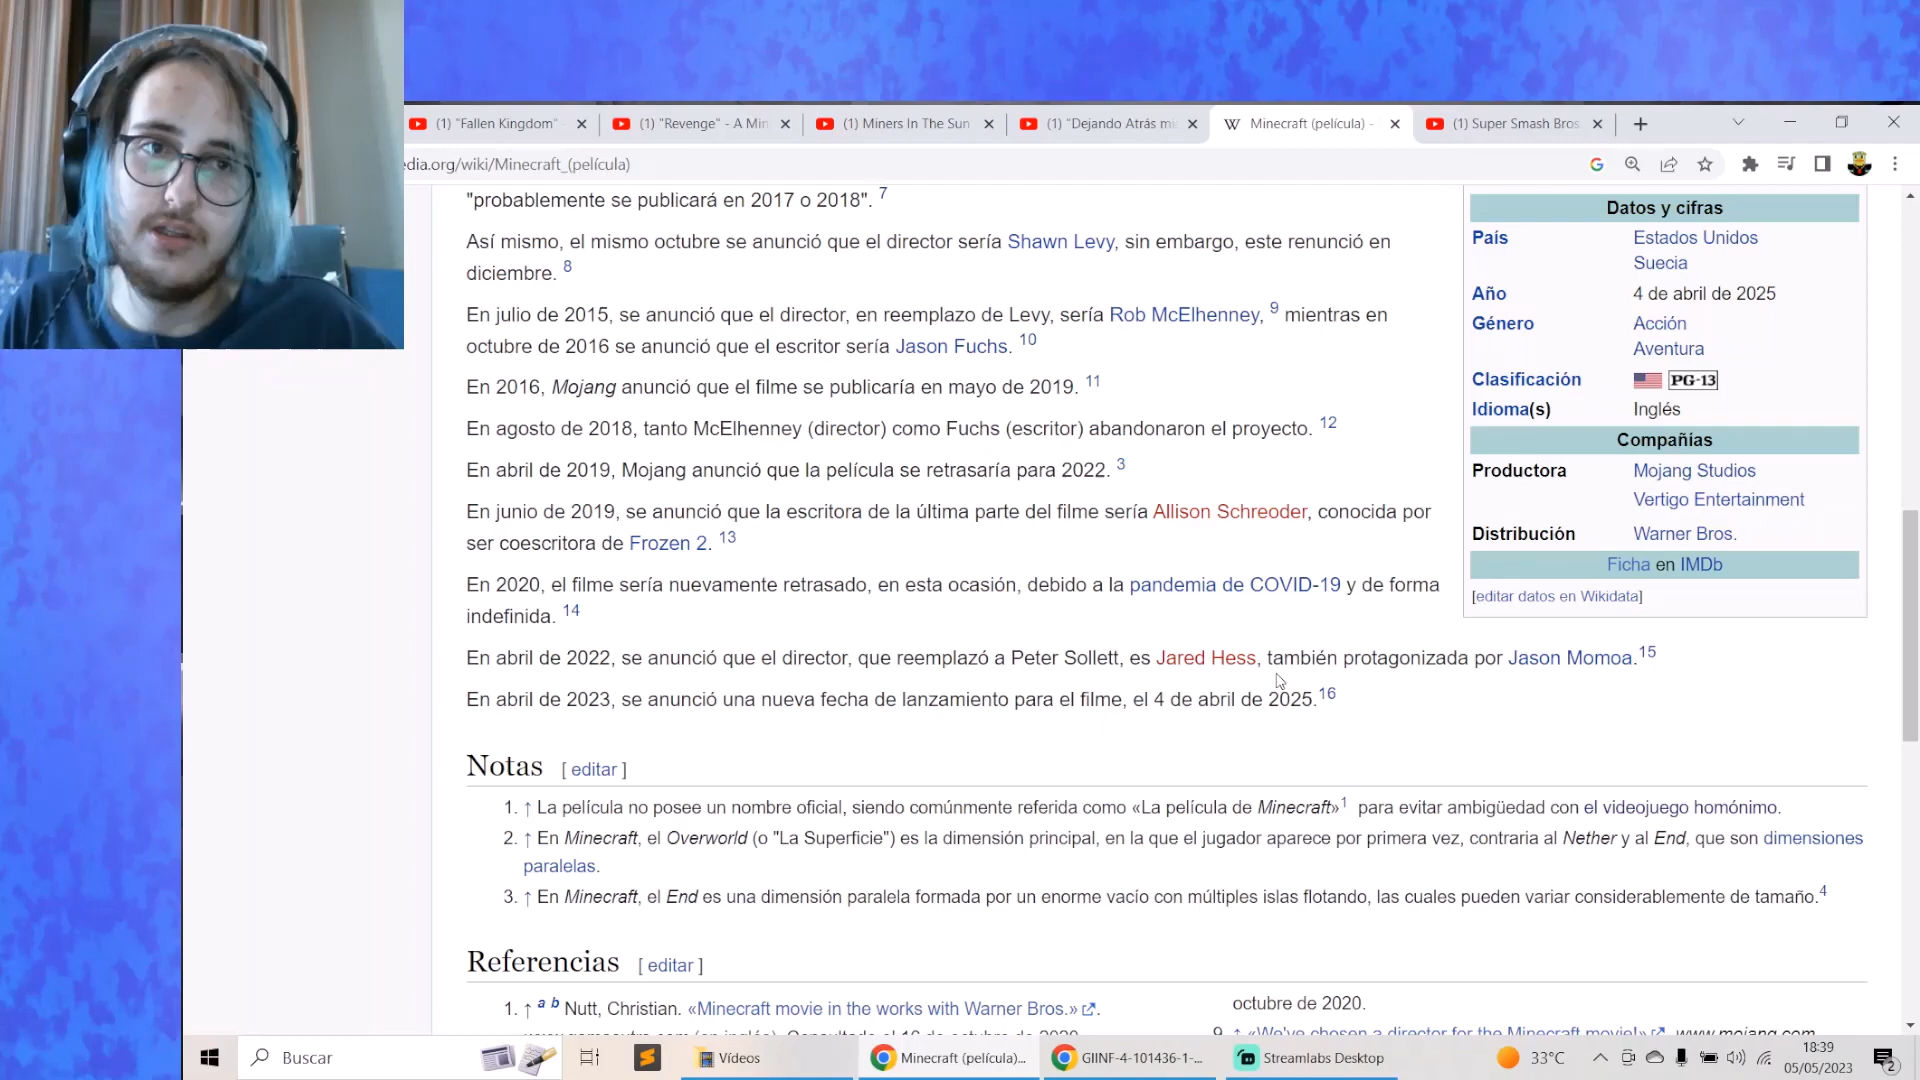 (1) "Fallen Kingdom"
(1) "Revenge" - A Min
(1) Miners In The Sun
(1) "Dejando Atrás mi
Minecraft (película) -
(1) Super Smash Bros
dia.org/wiki/Minecraft_(película)
"probablemente se publicará en 2017 o 2018". 7
Así mismo, el mismo octubre se anunció que el director sería Shawn Levy, sin embargo, este renunció en
diciembre. 8
En julio de 2015, se anunció que el director, en reemplazo de Levy, sería Rob McElhenney, 9 mientras en
octubre de 2016 se anunció que el escritor sería Jason Fuchs. 10
En 2016, Mojang anunció que el filme se publicaría en mayo de 2019. 11
En agosto de 2018, tanto McElhenney (director) como Fuchs (escritor) abandonaron el proyecto. 12
En abril de 2019, Mojang anunció que la película se retrasaría para 2022. 3
En junio de 2019, se anunció que la escritora de la última parte del filme sería Allison Schreoder, conocida por
ser coescritora de Frozen 2. 13
En 2020, el filme sería nuevamente retrasado, en esta ocasión, debido a la pandemia de COVID-19 y de forma
indefinida. 14
En abril de 2022, se anunció que el director, que reemplazó a Peter Sollett, es Jared Hess, también protagonizada por Jason Momoa.15
En abril de 2023, se anunció una nueva fecha de lanzamiento para el filme, el 4 de abril de 2025.16
Datos y cifras
País Estados Unidos
Suecia
Año 4 de abril de 2025
Género Acción
Aventura
Clasificación PG-13
Idioma(s) Inglés
Compañías
Productora Mojang Studios
Vertigo Entertainment
Distribución Warner Bros.
Ficha en IMDb
[editar datos en Wikidata]
Notas [ editar ]
1. ↑ La película no posee un nombre oficial, siendo comúnmente referida como «La película de Minecraft»1 para evitar ambigüedad con el videojuego homónimo.
2. ↑ En Minecraft, el Overworld (o "La Superficie") es la dimensión principal, en la que el jugador aparece por primera vez, contraria al Nether y al End, que son dimensiones
paralelas.
3. ↑ En Minecraft, el End es una dimensión paralela formada por un enorme vacío con múltiples islas flotando, las cuales pueden variar considerablemente de tamaño.4
Referencias [ editar ]
1. ↑ a b Nutt, Christian. «Minecraft movie in the works with Warner Bros.».
octubre de 2020.
9. ↑ «We've chosen a director for the Minecraft movie!». www.mojang.com
Buscar
Vídeos
Minecraft (película)...
GIINF-4-101436-1-...
Streamlabs Desktop
33°C
18:39
05/05/2023
2